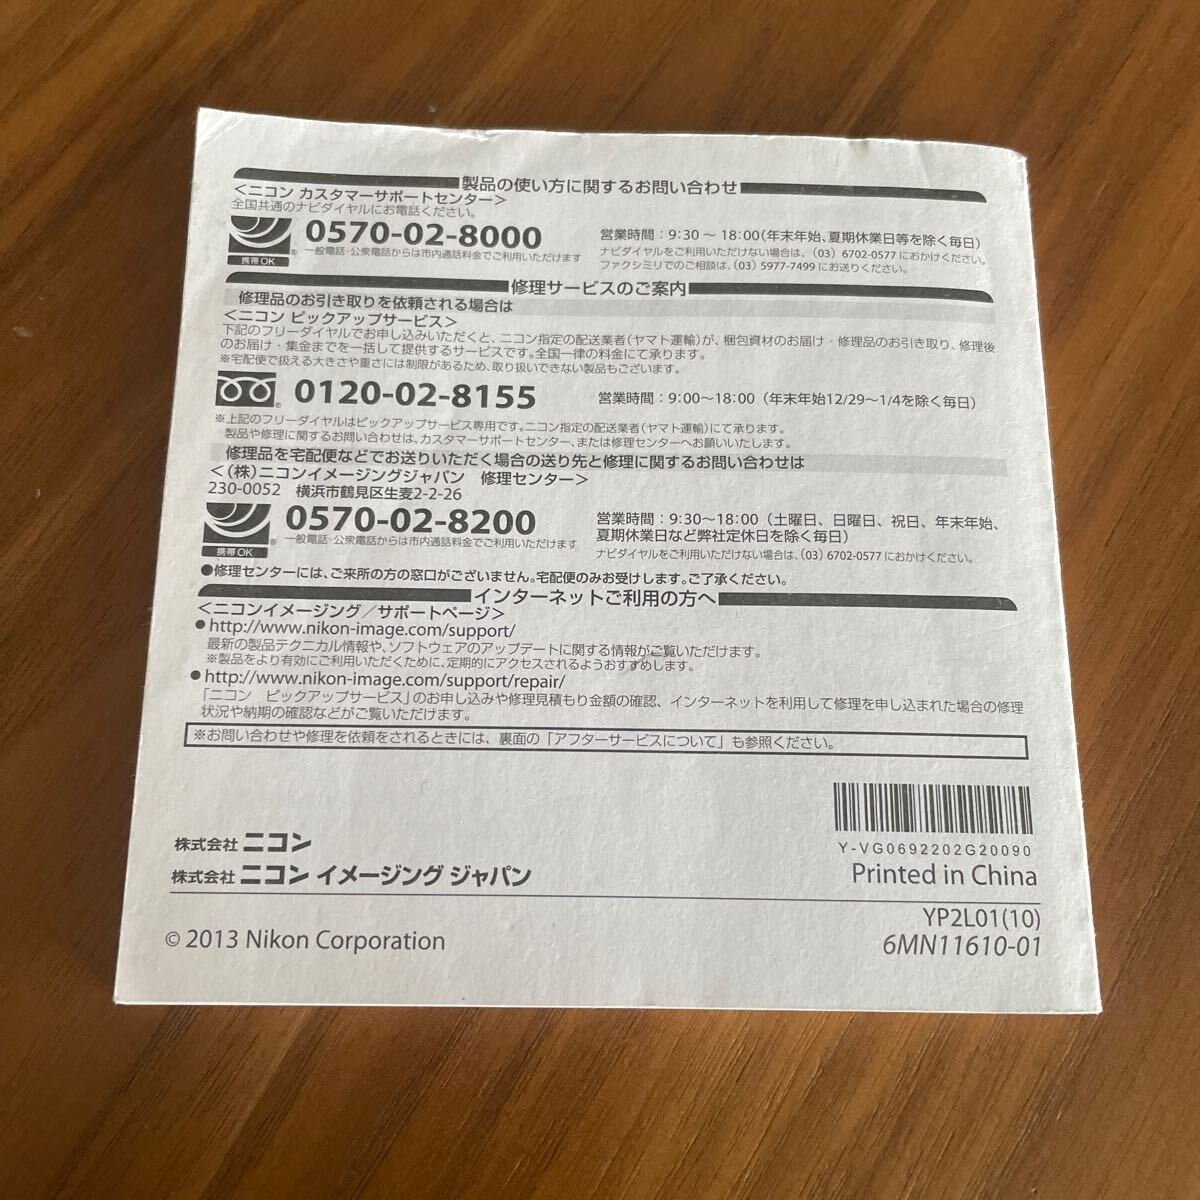 製品の使い方に関するお問い合わせ
＜ニコン カスタマーサポートセンター＞
全国共通のナビダイヤルにお電話ください。
携帯OK
0570-02-8000
一般電話・公衆電話からは市内通話料金でご利用いただけます
営業時間：9:30 〜 18:00（年末年始、夏期休業日等を除く毎日）
ナビダイヤルをご利用いただけない場合は、(03) 6702-0577 におかけください。
ファクシミリでのご相談は、(03) 5977-7499 にお送りください。
修理サービスのご案内
修理品のお引き取りを依頼される場合は
＜ニコン ピックアップサービス＞
下記のフリーダイヤルでお申し込みいただくと、ニコン指定の配送業者（ヤマト運輸）が、梱包資材のお届け・修理品のお引き取り、修理後
のお届け・集金までを一括して提供するサービスです。全国一律の料金にて承ります。
※宅配便で扱える大きさや重さには制限があるため、取り扱いできない製品もございます。
0120-02-8155
営業時間：9:00〜18:00（年末年始12/29〜1/4を除く毎日）
※上記のフリーダイヤルはピックアップサービス専用です。ニコン指定の配送業者（ヤマト運輸）にて承ります。
製品や修理に関するお問い合わせは、カスタマーサポートセンター、または修理センターへお願いいたします。
修理品を宅配便などでお送りいただく場合の送り先と修理に関するお問い合わせは
＜（株）ニコンイメージングジャパン　修理センター＞
230-0052　横浜市鶴見区生麦2-2-26
携帯OK
0570-02-8200
一般電話・公衆電話からは市内通話料金でご利用いただけます
営業時間：9:30〜18:00（土曜日、日曜日、祝日、年末年始、
夏期休業日など弊社定休日を除く毎日）
ナビダイヤルをご利用いただけない場合は、(03) 6702-0577 におかけください。
●修理センターには、ご来所の方の窓口がございません。宅配便のみお受けします。ご了承ください。
インターネットご利用の方へ
＜ニコンイメージング／サポートページ＞
●http://www.nikon-image.com/support/
最新の製品テクニカル情報や、ソフトウェアのアップデートに関する情報がご覧いただけます。
※製品をより有効にご利用いただくために、定期的にアクセスされるようおすすめします。
●http://www.nikon-image.com/support/repair/
「ニコン　ピックアップサービス」のお申し込みや修理見積もり金額の確認、インターネットを利用して修理を申し込まれた場合の修理
状況や納期の確認などがご覧いただけます。
※お問い合わせや修理を依頼をされるときには、裏面の「アフターサービスについて」も参照ください。
Y-VG0692202G20090
株式会社 ニコン
株式会社 ニコン イメージング ジャパン
Printed in China
YP2L01(10)
6MN11610-01
© 2013 Nikon Corporation